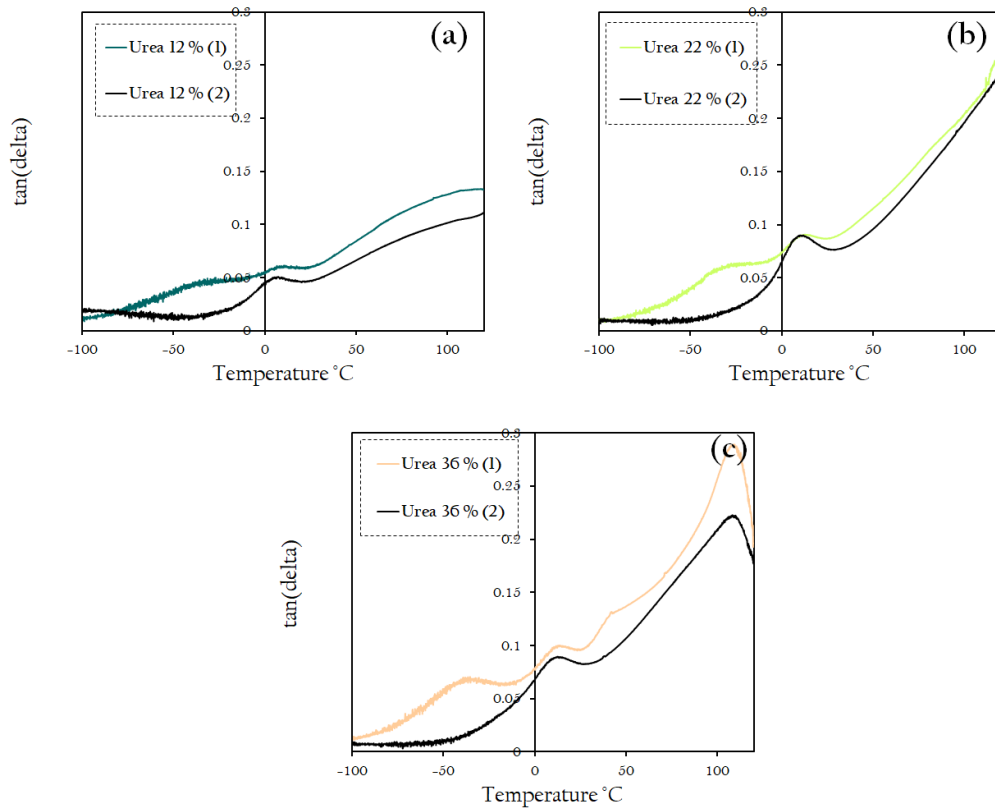 (a)
Urea 12 % (1)
Urea 12 % (2)
tan(delta)
0.3
0.25
0.2
0.15
0.1
0.05
0
-100
-50
0
50
100
Temperature °C
(b)
Urea 22 % (1)
Urea 22 % (2)
tan(delta)
0.3
0.25
0.2
0.15
0.1
0.05
0
-100
-50
0
50
100
Temperature °C
(c)
Urea 36 % (1)
Urea 36 % (2)
tan(delta)
0.3
0.25
0.2
0.15
0.1
0.05
0
-100
-50
0
50
100
Temperature °C